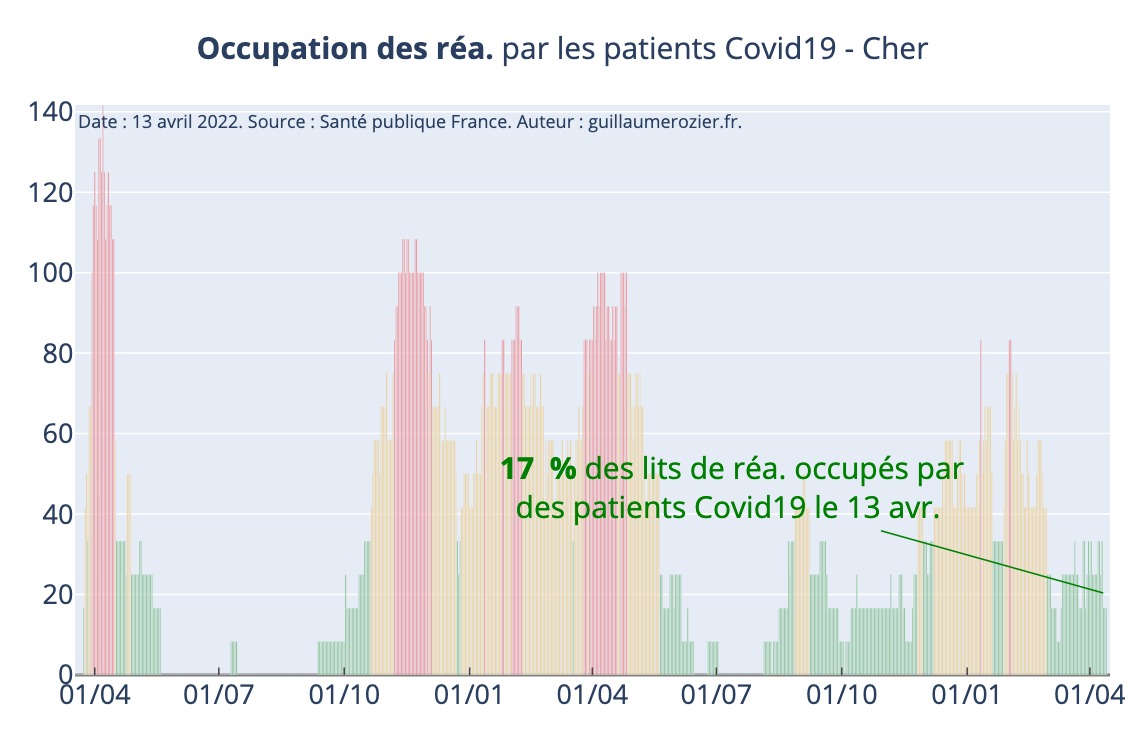 Occupation des réa. par les patients Covid19 - Cher
140
Date : 13 avril 2022. Source : Santé publique France. Auteur : guillaumerozier.fr.
120
100
80
60
17 % des lits de réa. occupés par
des patients Covid19 le 13 avr.
40
20
0
01/04 01/07 01/10 01/01 01/04 01/07 01/10 01/01 01/04